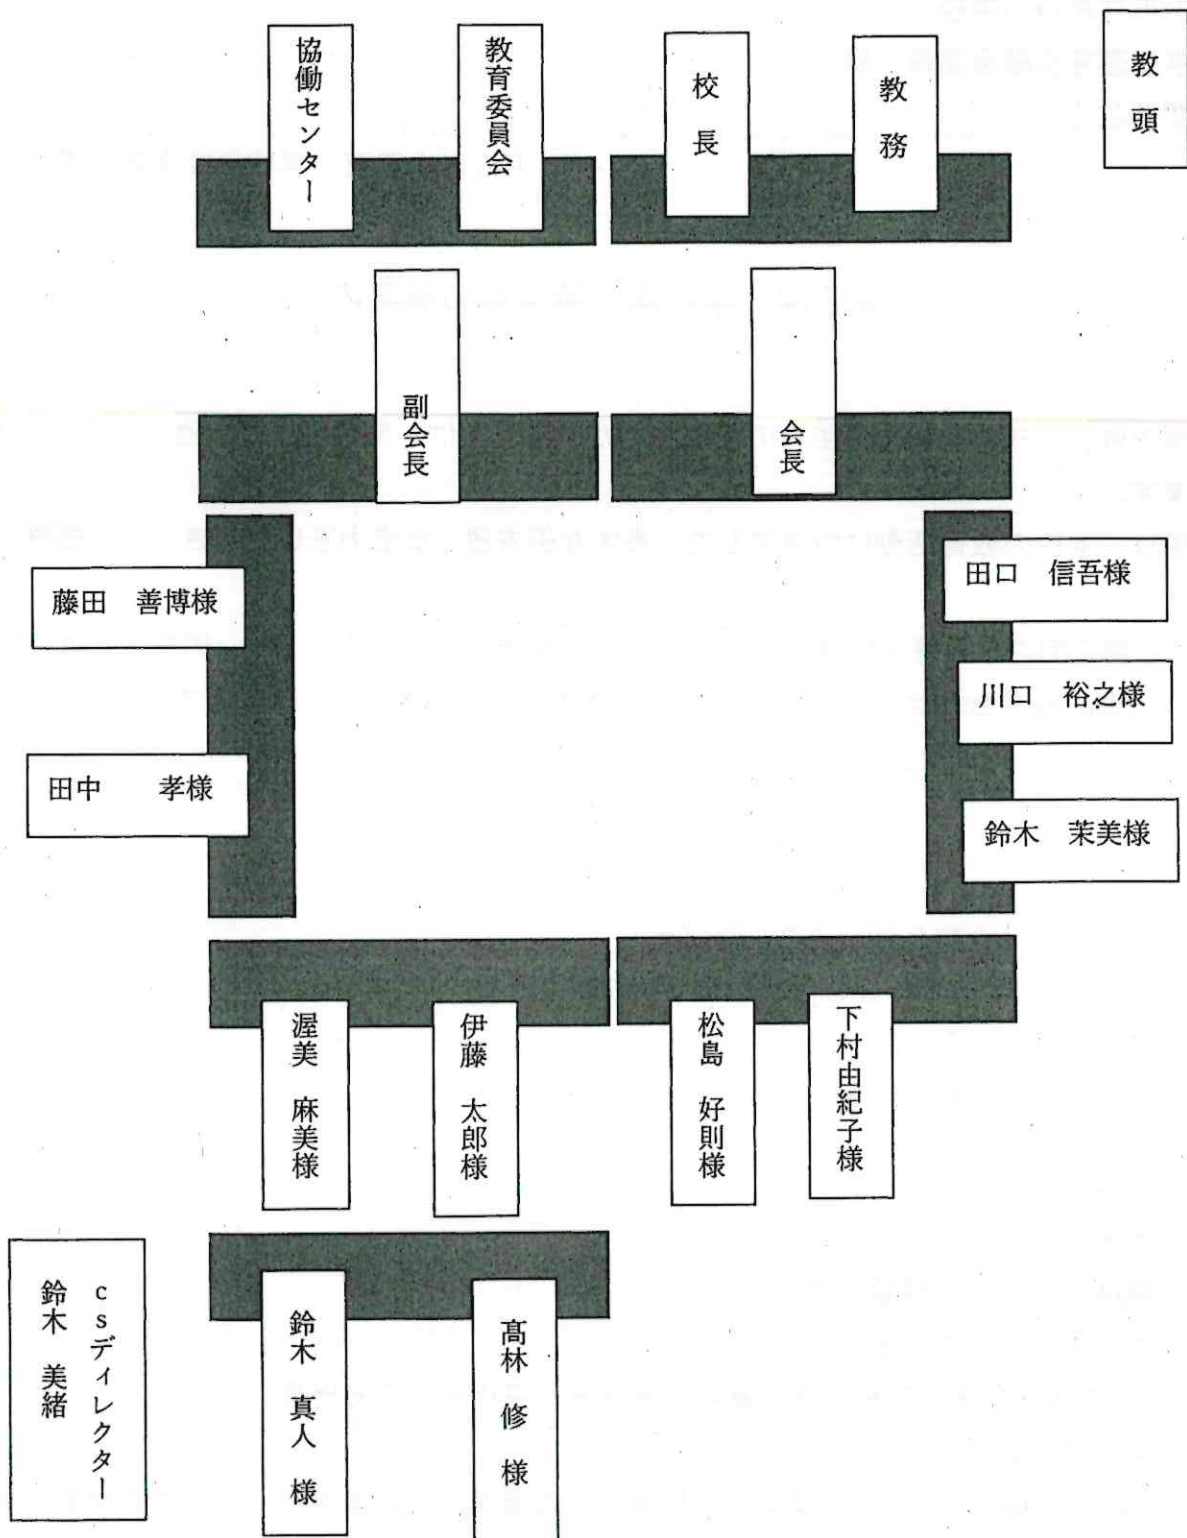 協働センター
教育委員会
校長
教務
教頭
副会長
会長
藤田　善博様
田口　信吾様
川口　裕之様
田中　　孝様
鈴木　茉美様
渥美　麻美様
伊藤　太郎様
松島　好則様
下村由紀子様
csディレクター
鈴木　美緒
鈴木　真人　様
髙林　修　様